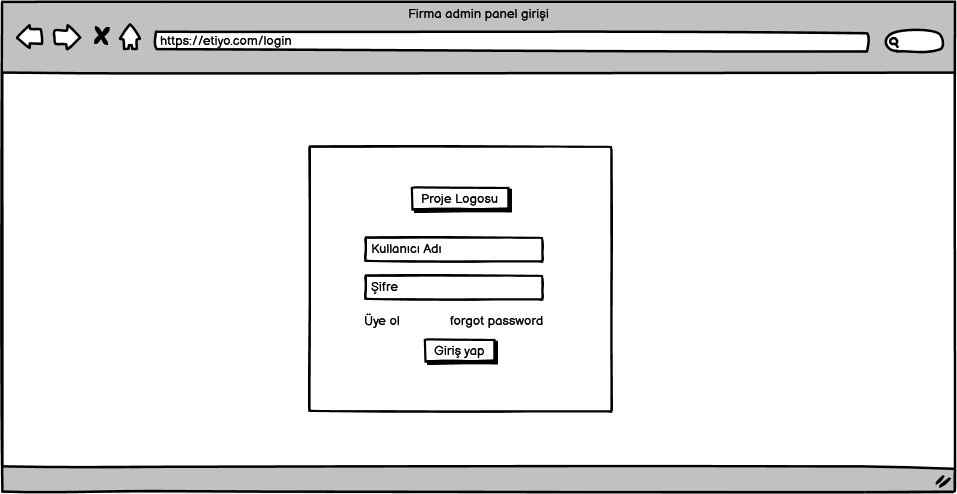 Firma admin panel girişi
https://etiyo.com/login
Proje Logosu
Kullanıcı Adı
Şifre
Üye ol forgot password
Giriş yap